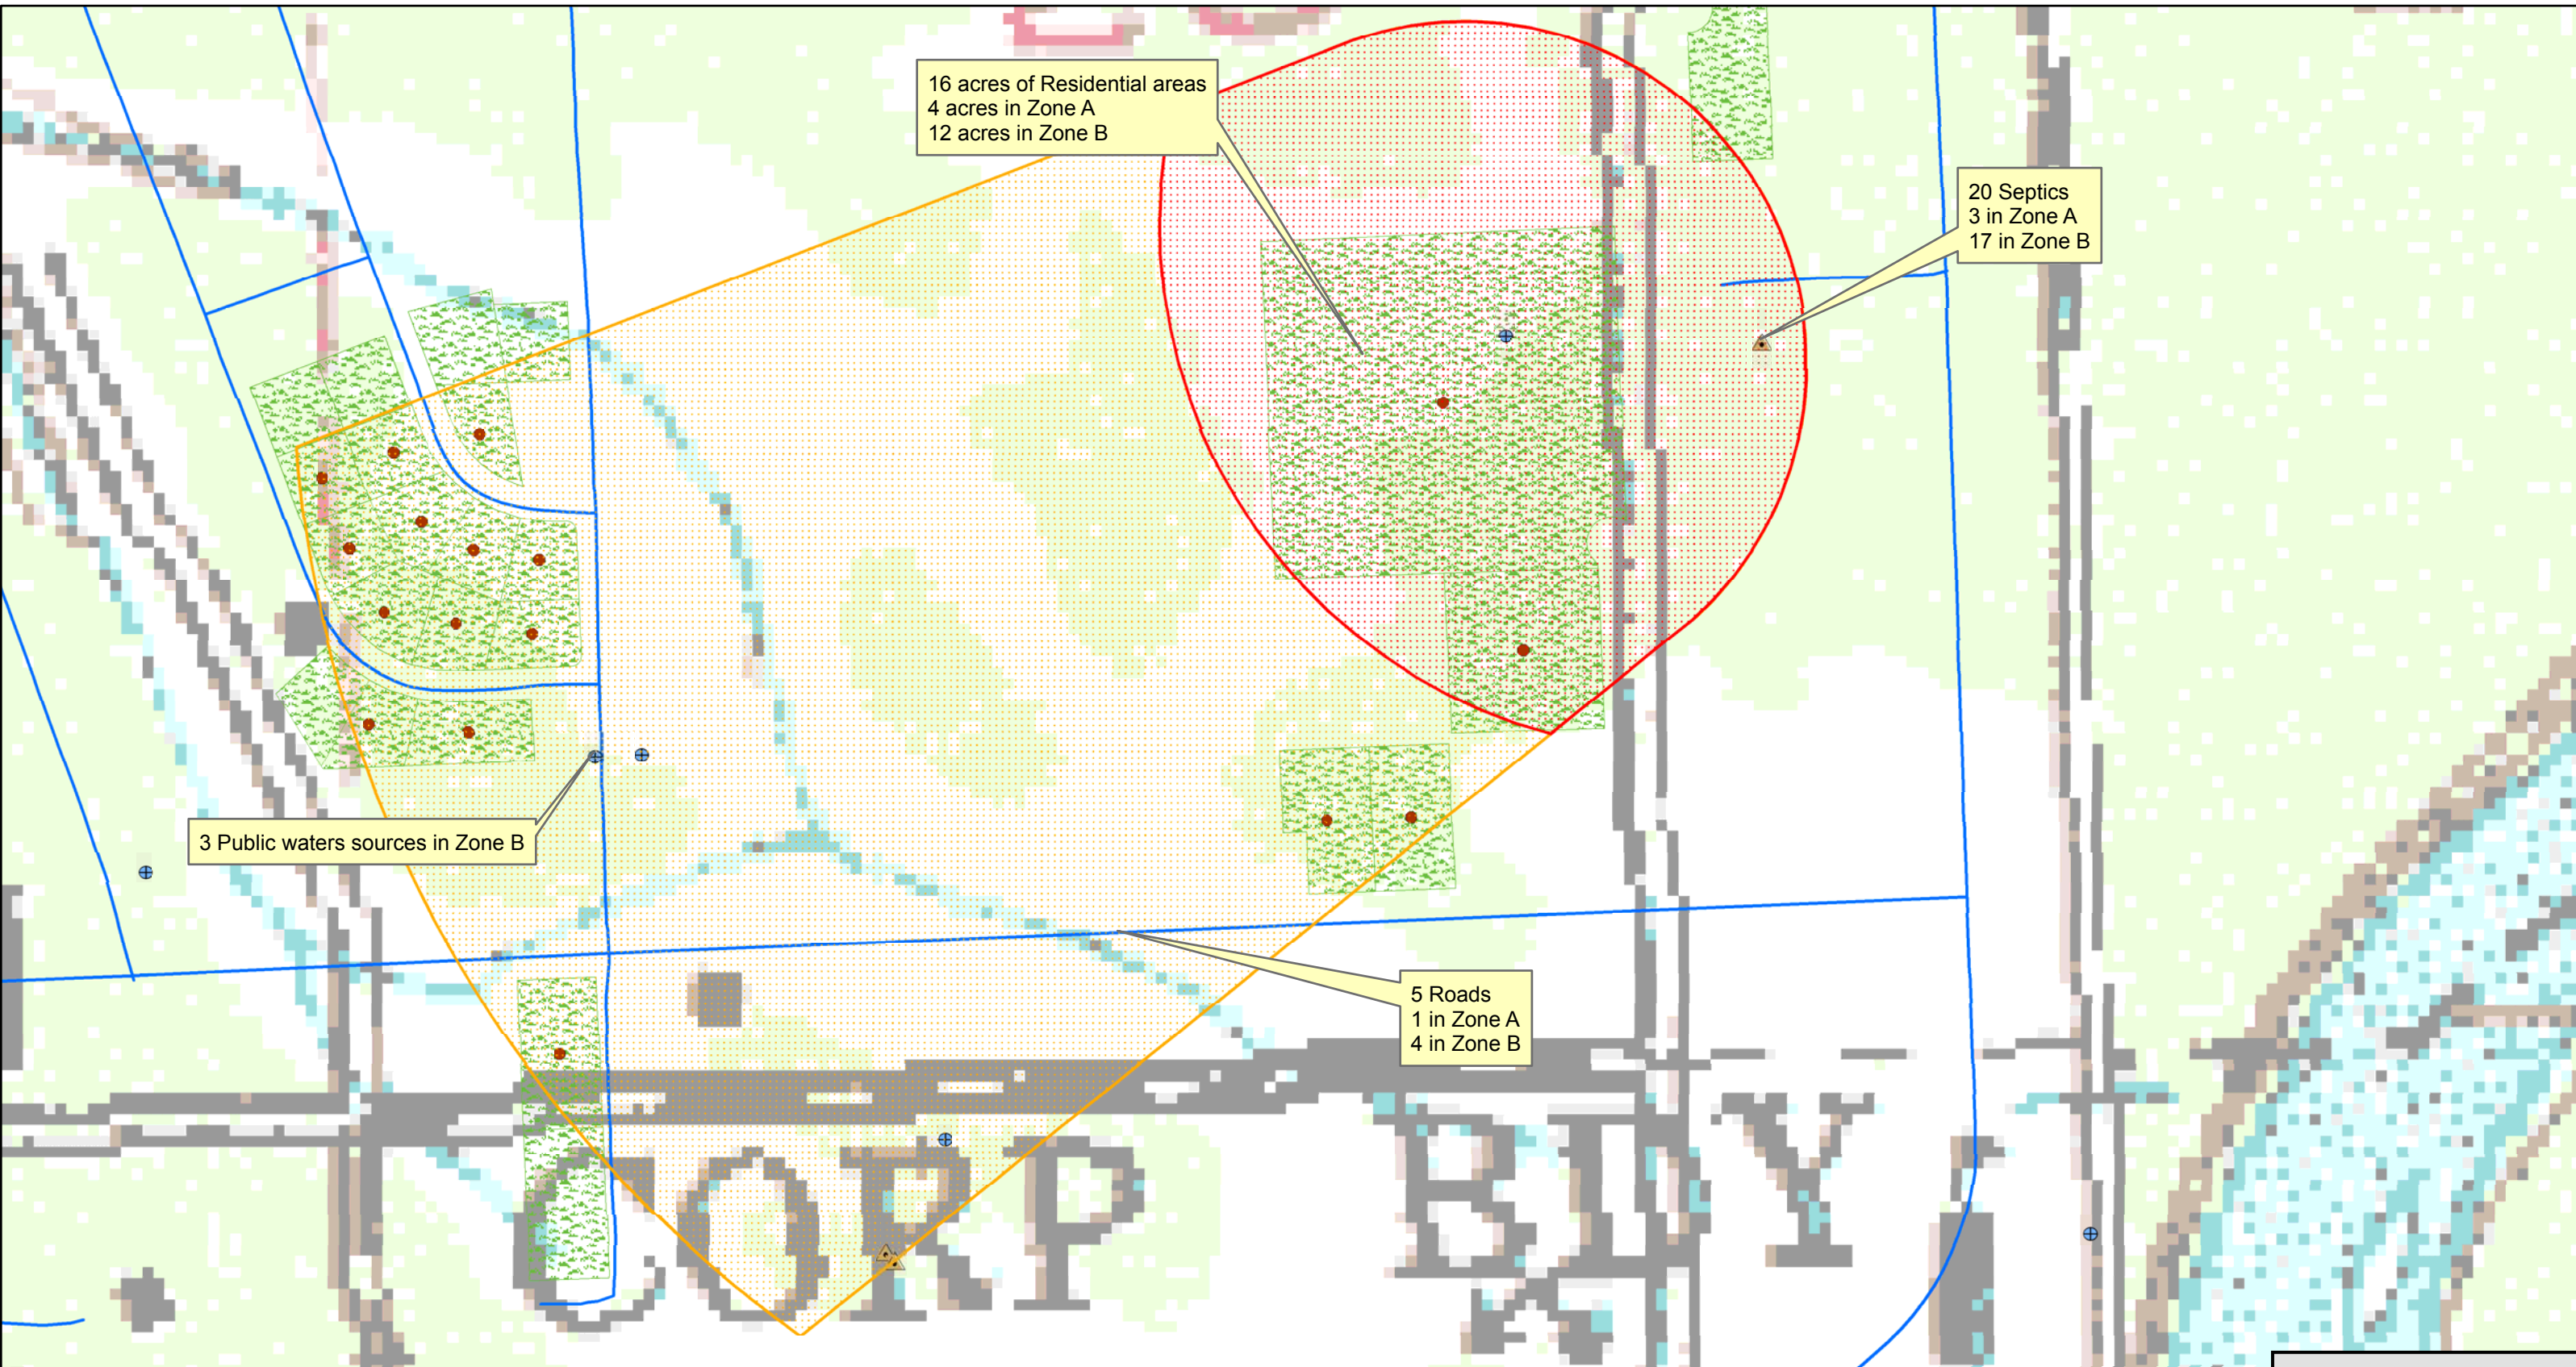 16 acres of Residential areas
4 acres in Zone A
12 acres in Zone B
20 Septics
3 in Zone A
17 in Zone B
3 Public waters sources in Zone B
5 Roads
1 in Zone A
4 in Zone B
CORP BDY